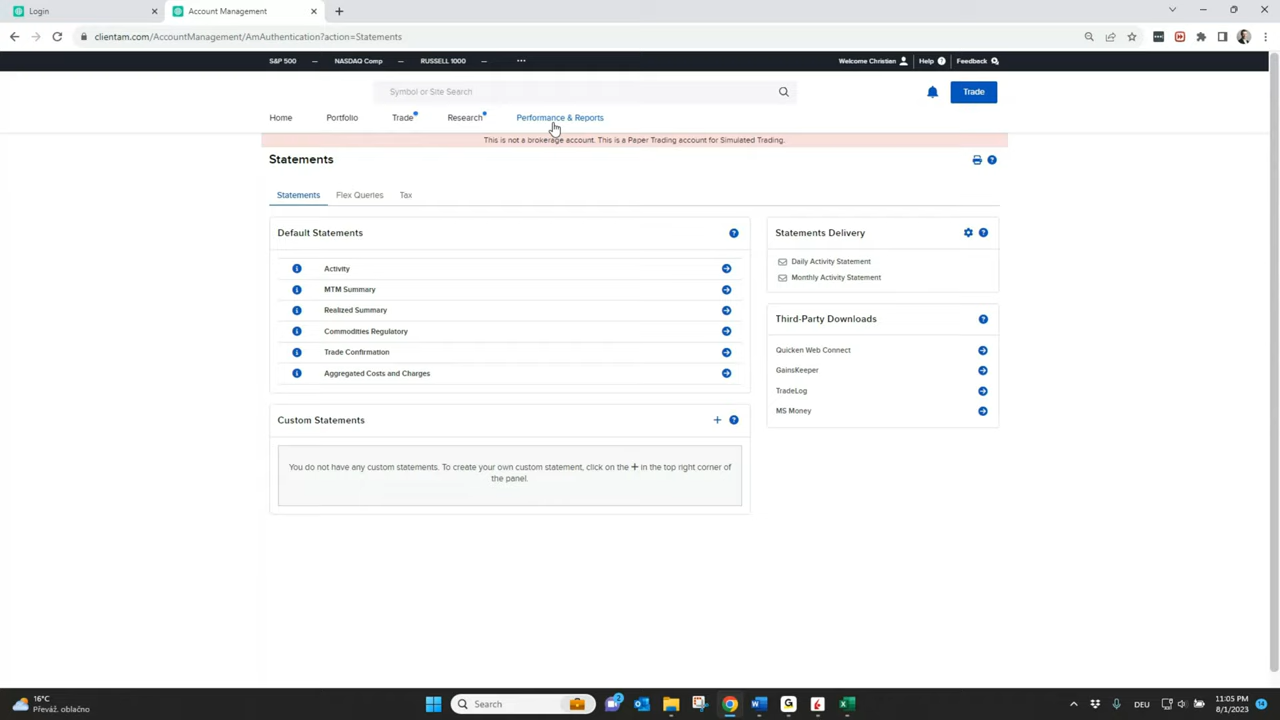 Login
Account Management
clientam.com/AccountManagement/AmAuthentication?action=Statements
S&P 500 — NASDAQ Comp — RUSSELL 1000 — ••• Welcome Christian Help Feedback
Symbol or Site Search
Trade
Home Portfolio Trade Research Performance & Reports
This is not a brokerage account. This is a Paper Trading account for Simulated Trading.
Statements
Statements Flex Queries Tax
Default Statements
Activity
MTM Summary
Realized Summary
Commodities Regulatory
Trade Confirmation
Aggregated Costs and Charges
Custom Statements
You do not have any custom statements. To create your own custom statement, click on the + in the top right corner of
the panel.
Statements Delivery
Daily Activity Statement
Monthly Activity Statement
Third-Party Downloads
Quicken Web Connect
GainsKeeper
TradeLog
MS Money
16°C
Převáž. oblačno
Search
2
DEU
11:05 PM
8/1/2023
14